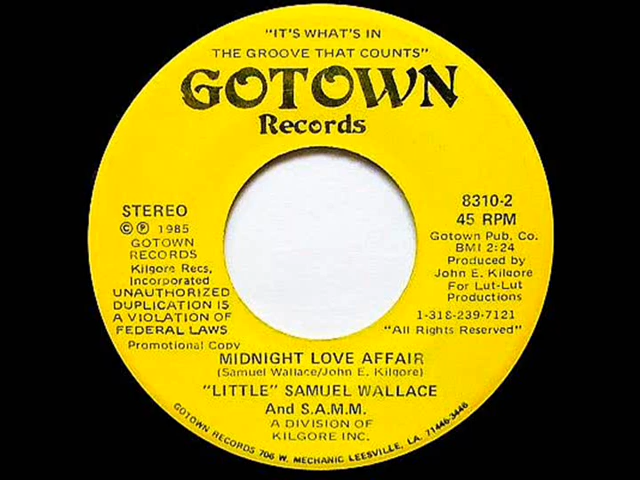 "IT'S WHAT'S IN
THE GROOVE THAT COUNTS"
GOTOWN
Records
STEREO
© ℗ 1985
GOTOWN
RECORDS
Kilgore Recs,
Incorporated
UNAUTHORIZED
DUPLICATION IS
A VIOLATION OF
FEDERAL LAWS
Promotional Copy
8310-2
45 RPM
Gotown Pub. Co.
BMI 2:24
Produced by
John E. Kilgore
For Lut-Lut
Productions
1-318-239-7121
"All Rights Reserved"
MIDNIGHT LOVE AFFAIR
(Samuel Wallace/John E. Kilgore)
"LITTLE" SAMUEL WALLACE
And S.A.M.M.
A DIVISION OF
KILGORE INC.
GOTOWN RECORDS 706 W. MECHANIC LEESVILLE, LA. 71446-3446